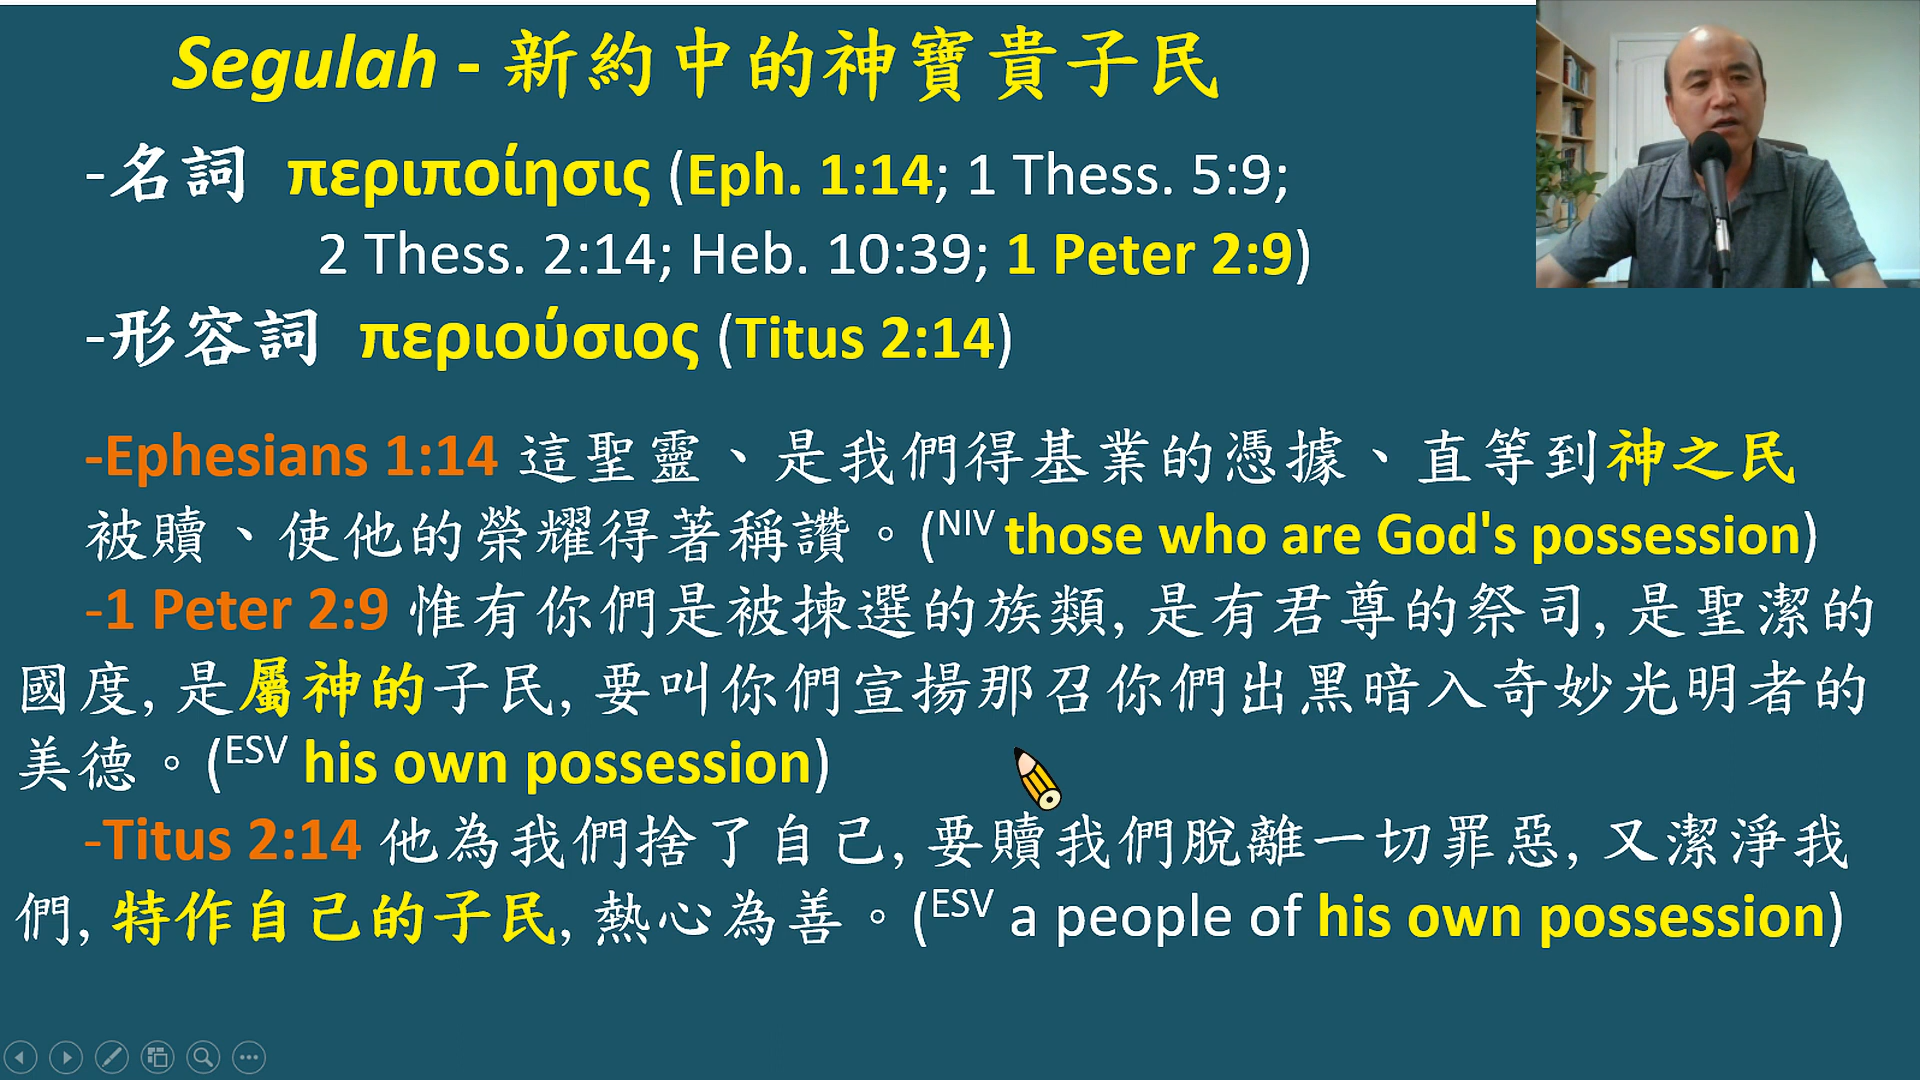 Segulah - 新約中的神寶貴子民
-名詞 περιποίησις (Eph. 1:14; 1 Thess. 5:9;
2 Thess. 2:14; Heb. 10:39; 1 Peter 2:9)
-形容詞 περιούσιος (Titus 2:14)
-Ephesians 1:14 這聖靈、是我們得基業的憑據、直等到神之民
被贖、使他的榮耀得著稱讚。(NIV those who are God's possession)
-1 Peter 2:9 惟有你們是被揀選的族類, 是有君尊的祭司, 是聖潔的
國度, 是屬神的子民, 要叫你們宣揚那召你們出黑暗入奇妙光明者的
美德。(ESV his own possession)
-Titus 2:14 他為我們捨了自己, 要贖我們脫離一切罪惡, 又潔淨我
們, 特作自己的子民, 熱心為善。(ESV a people of his own possession)